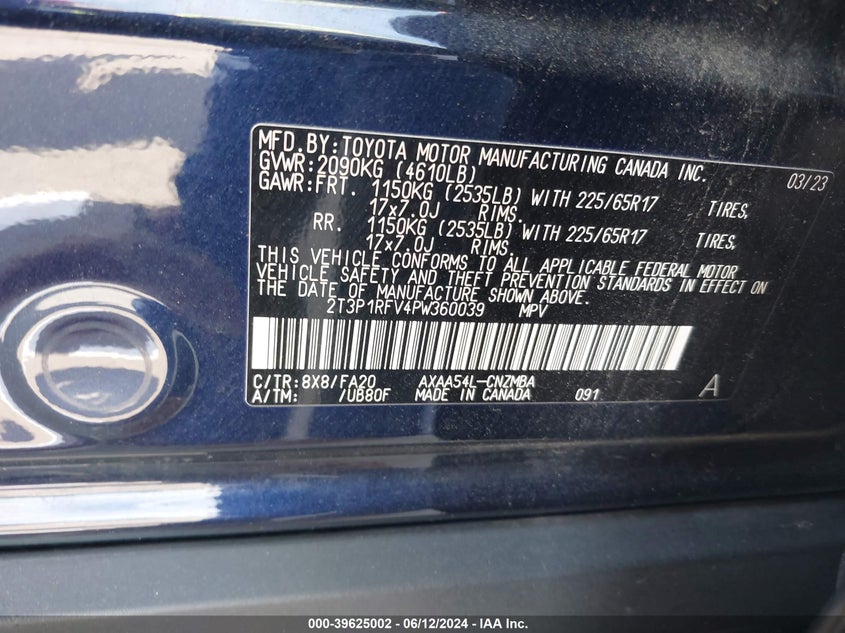 MFD. BY: TOYOTA MOTOR MANUFACTURING CANADA INC. 03/23
GVWR: 2090KG (4610LB)
GAWR: FRT. 1150KG (2535LB) WITH 225/65R17 TIRES,
17x7.0J RIMS.
RR. 1150KG (2535LB) WITH 225/65R17 TIRES,
17x7.0J RIMS.
THIS VEHICLE CONFORMS TO ALL APPLICABLE FEDERAL MOTOR
VEHICLE SAFETY AND THEFT PREVENTION STANDARDS IN EFFECT ON
THE DATE OF MANUFACTURE SHOWN ABOVE.
2T3P1RFV4PW360039 MPV
C/TR: 8X8/FA20 AXAA54L-CNZMBA
A/TM: /UB80F MADE IN CANADA 091 A
000-39625002 - 06/12/2024 - IAA Inc.